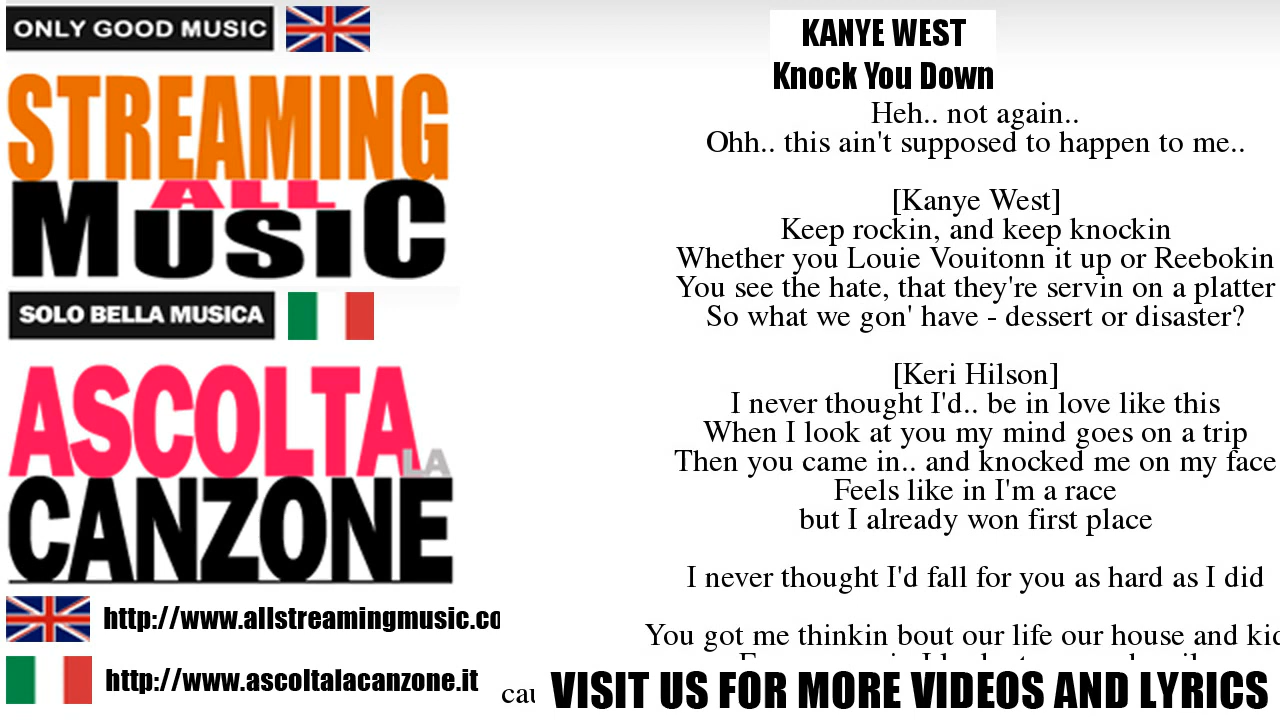 ONLY GOOD MUSIC
STREAMING
ALL
MUSIC
SOLO BELLA MUSICA
ASCOLTA
LA
CANZONE
http://www.allstreamingmusic.co
http://www.ascoltalacanzone.it
KANYE WEST
Knock You Down
Heh.. not again..
Ohh.. this ain't supposed to happen to me..
[Kanye West]
Keep rockin, and keep knockin
Whether you Louie Vouitonn it up or Reebokin
You see the hate, that they're servin on a platter
So what we gon' have - dessert or disaster?
[Keri Hilson]
I never thought I'd.. be in love like this
When I look at you my mind goes on a trip
Then you came in.. and knocked me on my face
Feels like in I'm a race
but I already won first place
I never thought I'd fall for you as hard as I did
You got me thinkin bout our life our house and kid
VISIT US FOR MORE VIDEOS AND LYRICS